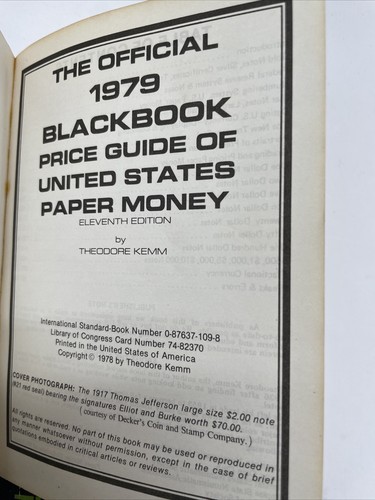 THE OFFICIAL
1979
BLACKBOOK
PRICE GUIDE OF
UNITED STATES
PAPER MONEY
ELEVENTH EDITION
by
THEODORE KEMM
International Standard-Book Number 0-87637-109-8
Library of Congress Card Number 74-82370
Printed in the United States of America
Copyright © 1978 by Theodore Kemm
COVER PHOTOGRAPH: The 1917 Thomas Jefferson large size $2.00 note
(921 red seal) bearing the signatures Elliot and Burke worth $70.00.
( courtesy of Decker's Coin and Stamp Company. )
All rights are reserved. No part of this book may be used or reproduced in
any manner whatsoever without permission, except in the case of brief
quotations embodied in critical articles or reviews.